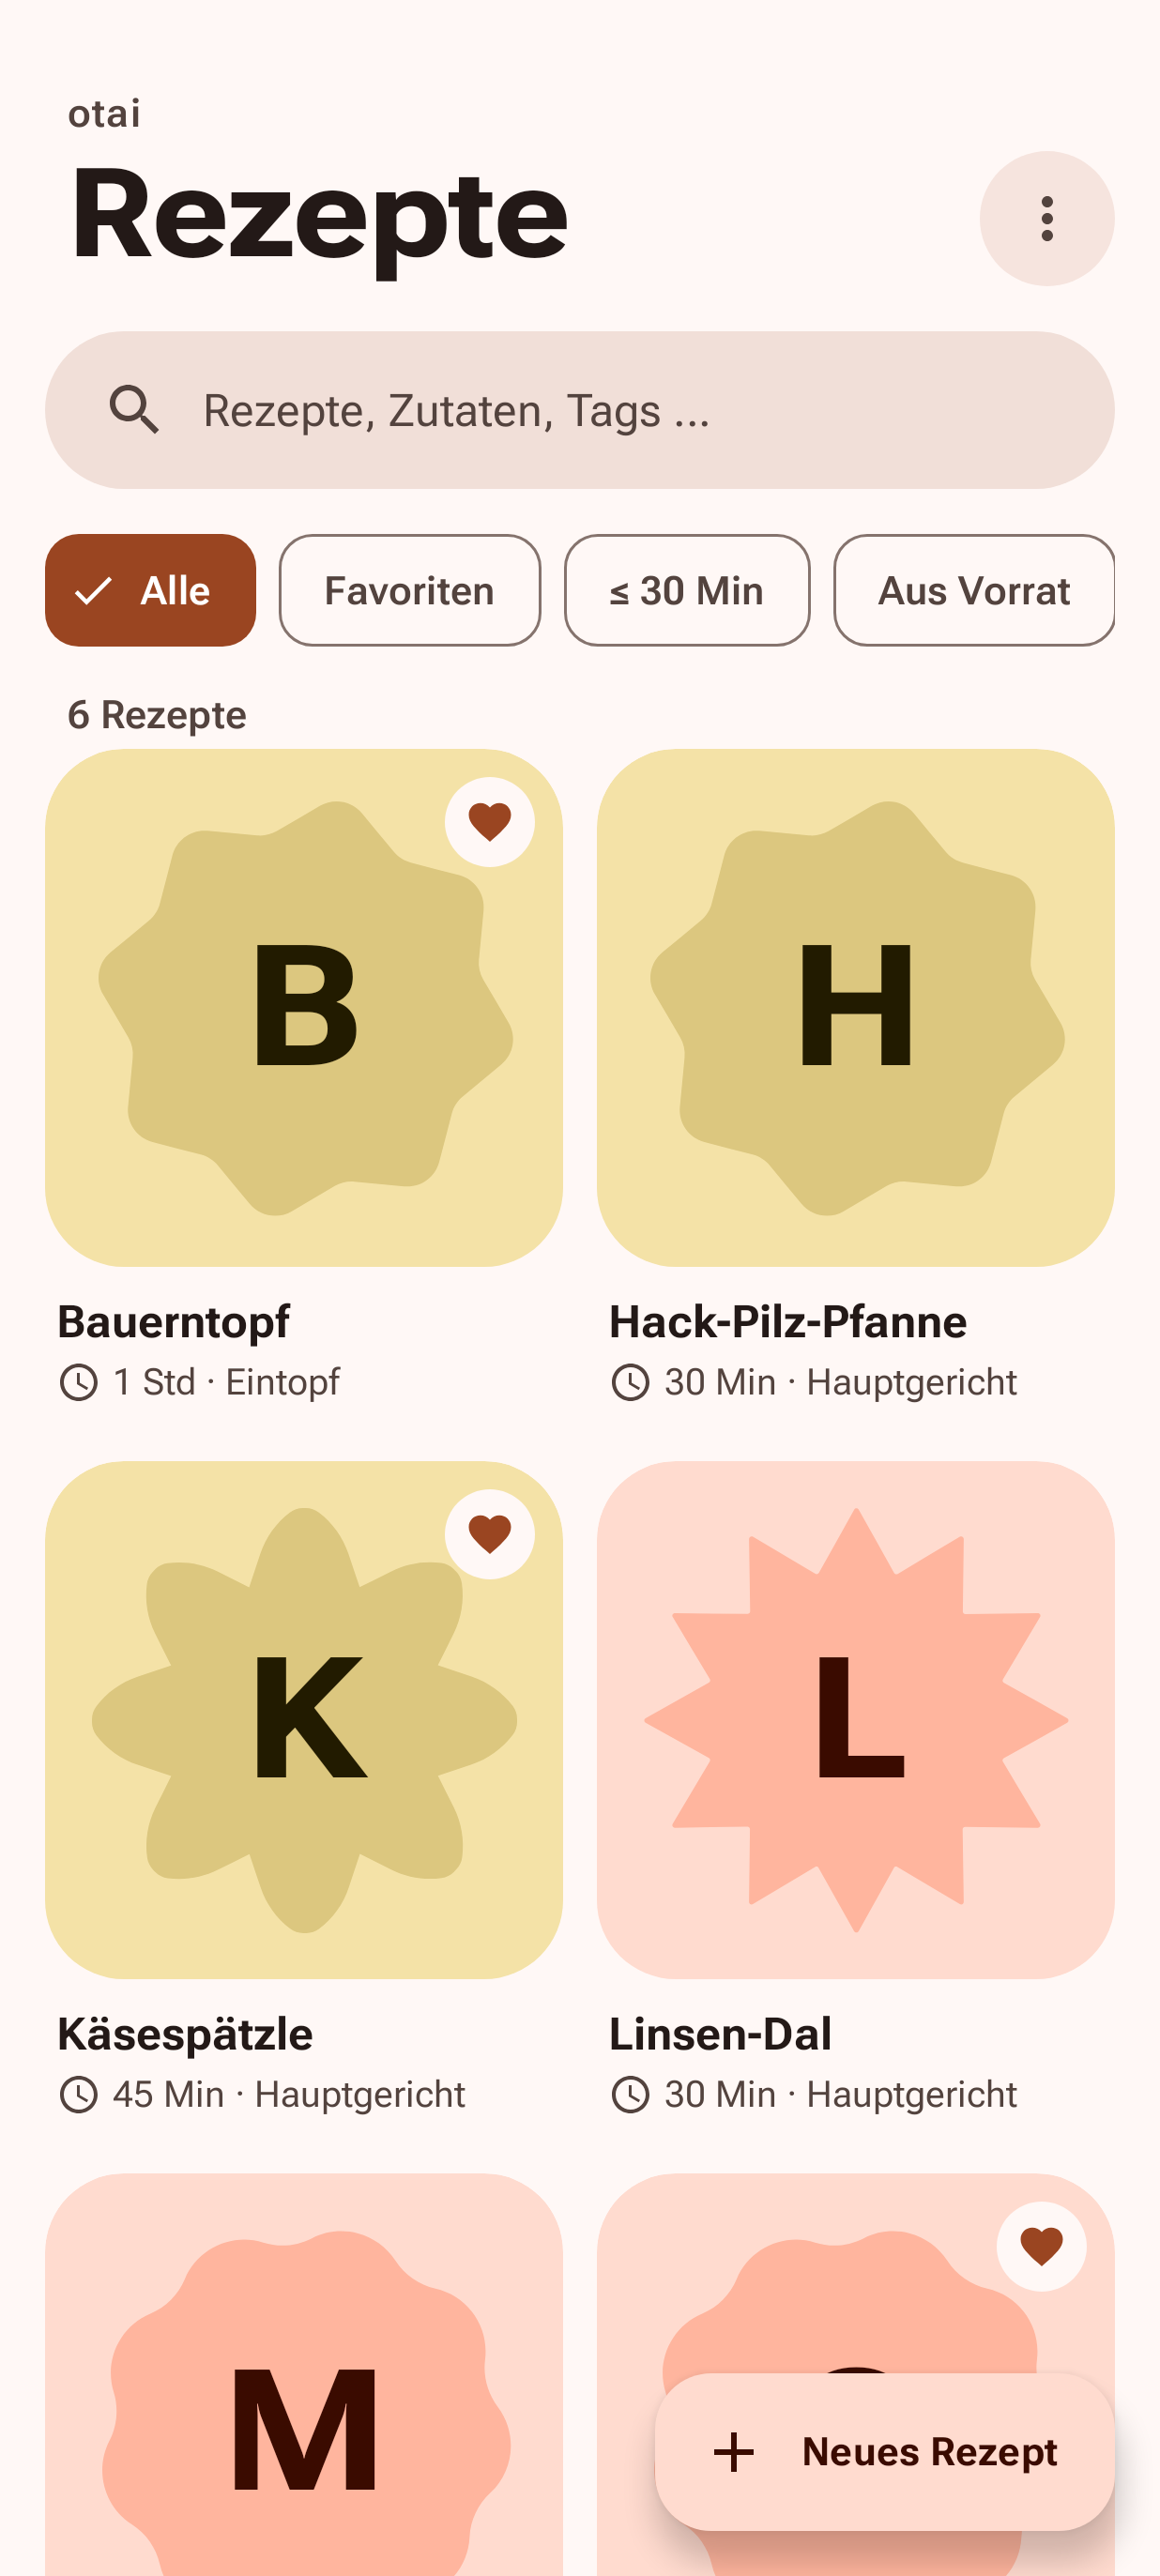 otai
Rezepte
Rezepte, Zutaten, Tags ...
Alle
Favoriten
≤ 30 Min
Aus Vorrat
6 Rezepte
B
H
Bauerntopf
1 Std · Eintopf
Hack-Pilz-Pfanne
30 Min · Hauptgericht
K
L
Käsespätzle
45 Min · Hauptgericht
Linsen-Dal
30 Min · Hauptgericht
M
Neues Rezept